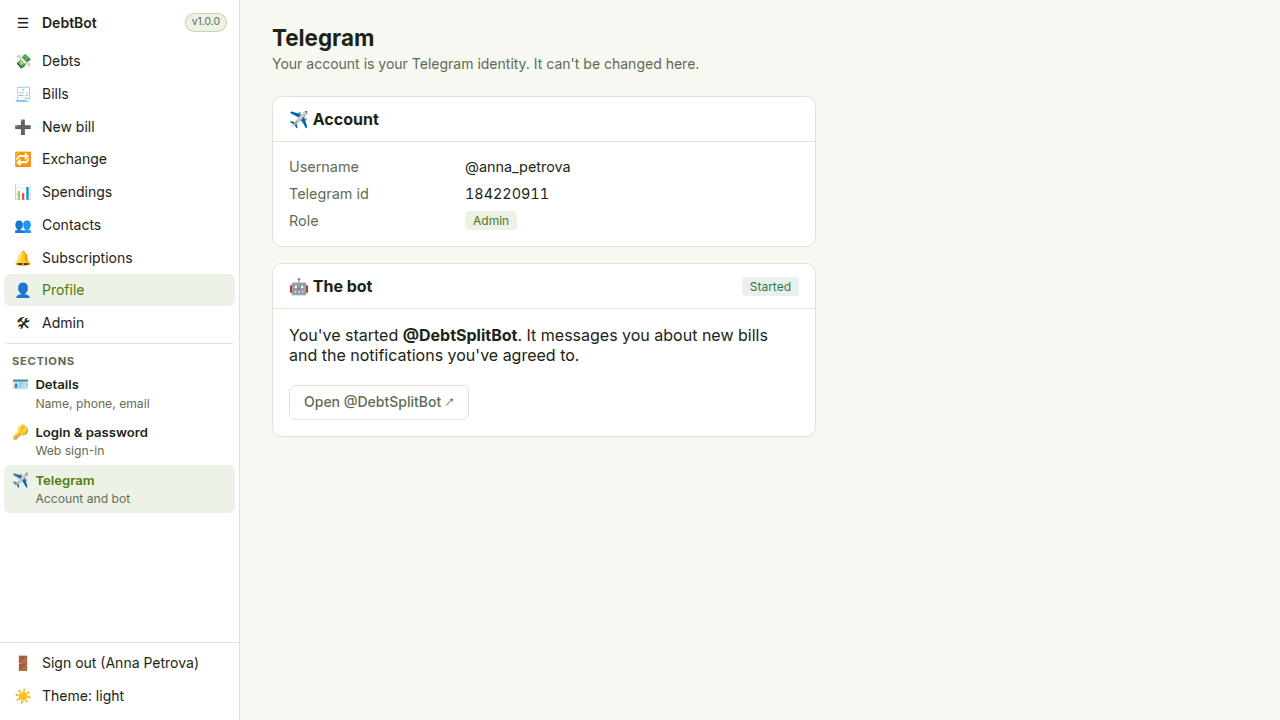 ☰ DebtBot v1.0.0
💸 Debts
🧾 Bills
➕ New bill
🔁 Exchange
📊 Spendings
👥 Contacts
🔔 Subscriptions
👤 Profile
🛠 Admin
SECTIONS
🪪 Details
Name, phone, email
🔑 Login & password
Web sign-in
✈️ Telegram
Account and bot
🚪 Sign out (Anna Petrova)
☀️ Theme: light
Telegram
Your account is your Telegram identity. It can't be changed here.
✈️ Account
Username @anna_petrova
Telegram id 184220911
Role Admin
🤖 The bot Started
You've started @DebtSplitBot. It messages you about new bills
and the notifications you've agreed to.
Open @DebtSplitBot ↗